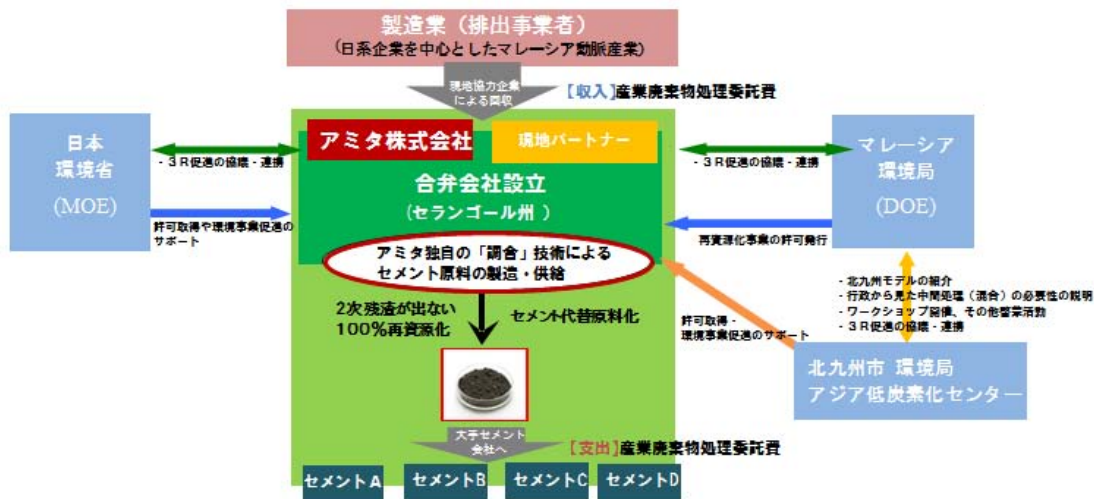 製造業（排出事業者）
(日系企業を中心としたマレーシア動脈産業)
現地協力企業
による回収
【収入】産業廃棄物処理委託費
日本
環境省
(MOE)
- ３Ｒ促進の協議・連携
許可取得や環境事業促進の
サポート
アミタ株式会社
現地パートナー
合弁会社設立
(セランゴール州 )
アミタ独自の「調合」技術による
セメント原料の製造・供給
- ３Ｒ促進の協議・連携
再資源化事業の許可発行
マレーシア
環境局
(DOE)
- 北九州モデルの紹介
- 行政から見た中間処理（混合）の必要性の説明
- ワークショップ開催、その他啓蒙活動
- ３Ｒ促進の協議・連携
許可取得・
環境事業促進のサポート
北九州市 環境局
アジア低炭素化センター
2次残渣が出ない
100％再資源化
セメント代替原料化
大手セメント
会社へ
【支出】産業廃棄物処理委託費
セメントA
セメントB
セメントC
セメントD